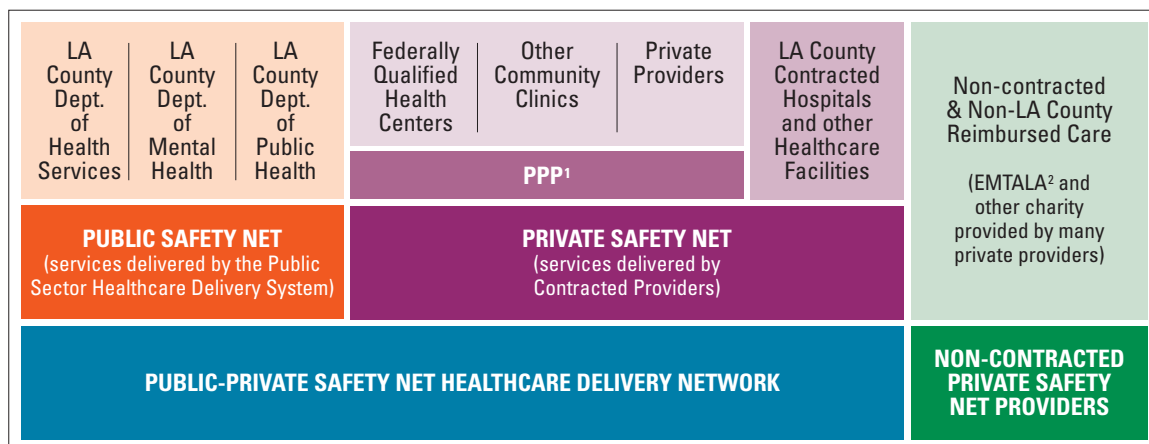 LA
County
Dept.
of
Health
Services
LA
County
Dept.
of
Mental
Health
LA
County
Dept.
of
Public
Health
Federally
Qualified
Health
Centers
Other
Community
Clinics
Private
Providers
LA County
Contracted
Hospitals
and other
Healthcare
Facilities
Non-contracted
& Non-LA County
Reimbursed Care
(EMTALA² and
other charity
provided by many
private providers)
PPP¹
PUBLIC SAFETY NET
(services delivered by the Public
Sector Healthcare Delivery System)
PRIVATE SAFETY NET
(services delivered by
Contracted Providers)
PUBLIC-PRIVATE SAFETY NET HEALTHCARE DELIVERY NETWORK
NON-CONTRACTED
PRIVATE SAFETY
NET PROVIDERS